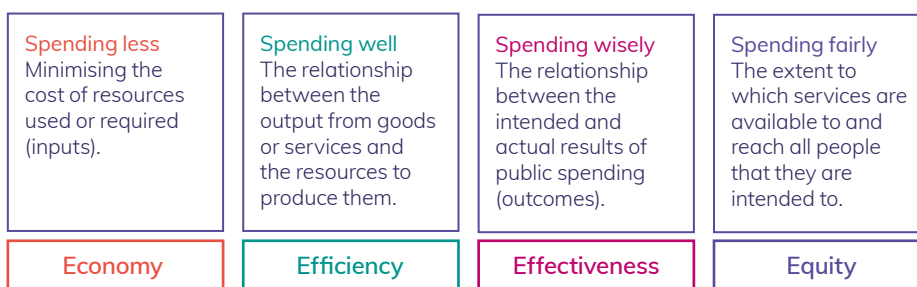 Spending less
Minimising the
cost of resources
used or required
(inputs).
Spending well
The relationship
between the
output from goods
or services and
the resources to
produce them.
Spending wisely
The relationship
between the
intended and
actual results of
public spending
(outcomes).
Spending fairly
The extent to
which services are
available to and
reach all people
that they are
intended to.
Economy
Efficiency
Effectiveness
Equity